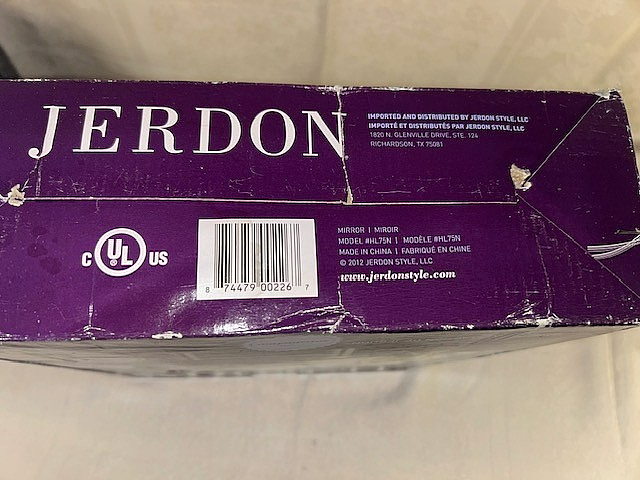 JERDON
IMPORTED AND DISTRIBUTED BY JERDON STYLE, LLC
IMPORTÉ ET DISTRIBUTÉS PAR JERDON STYLE, LLC
1820 N. GLENVILLE DRIVE, STE. 124
RICHARDSON, TX 75081
C UL® US
8 74479 00226 7
MIRROR | MIROIR
MODEL #HL75N | MODÈLE #HL75N
MADE IN CHINA | FABRIQUÉ EN CHINE
© 2012 JERDON STYLE, LLC
www.jerdonstyle.com